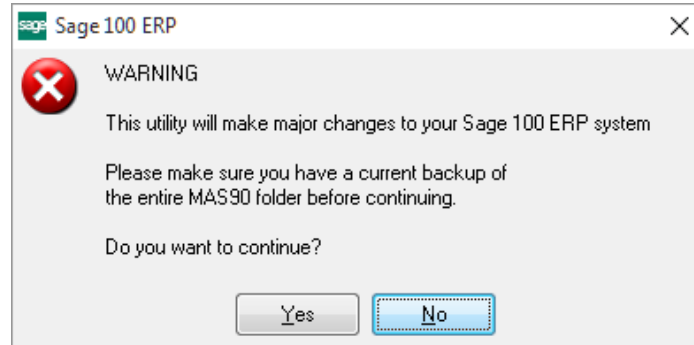 sage Sage 100 ERP
WARNING
This utility will make major changes to your Sage 100 ERP system
Please make sure you have a current backup of
the entire MAS90 folder before continuing.
Do you want to continue?
Yes No